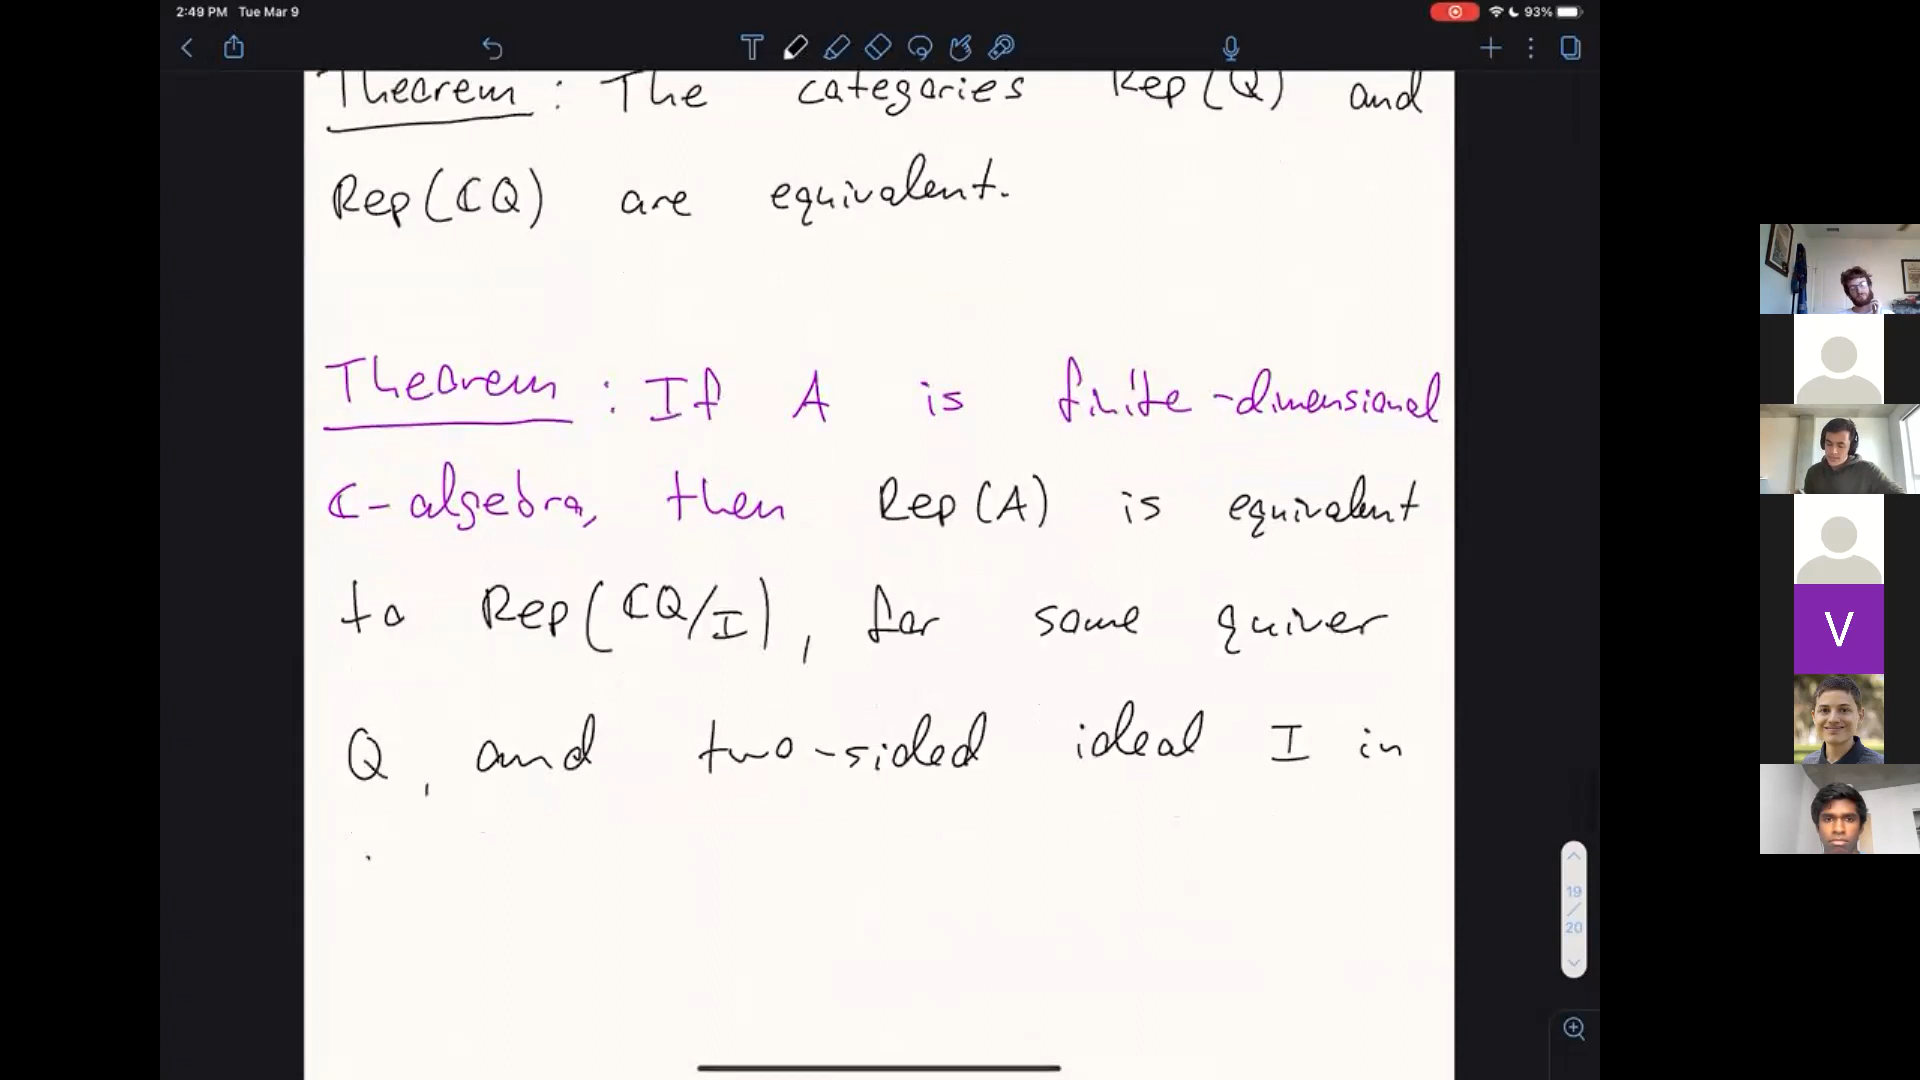 2:49 PM Tue Mar 9
93%
T
Theorem : The categories Rep(Q) and
Rep(ℂQ) are equivalent.
Theorem : If A is finite-dimensional
ℂ-algebra, then Rep(A) is equivalent
to Rep(ℂQ/I), for some quiver
Q, and two-sided ideal I in
19
/
20
V